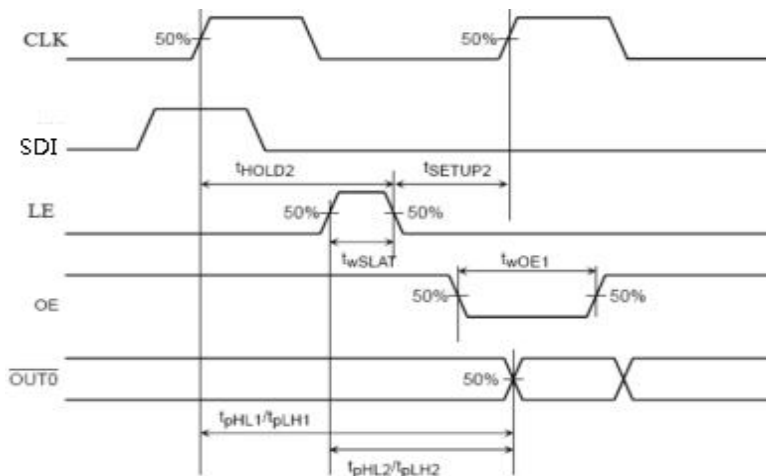 CLK
50%
50%
SDI
tHOLD2
tSETUP2
LE
50%
50%
twSLAT
twOE1
OE
50%
50%
OUT0
50%
tpHL1/tpLH1
tpHL2/tpLH2